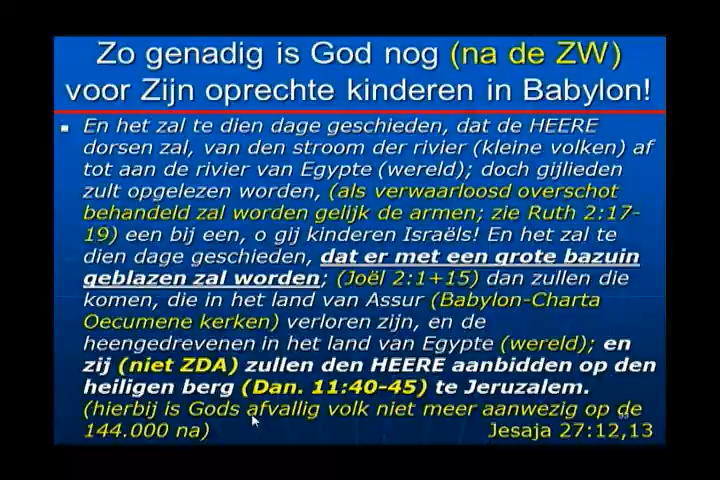 Zo genadig is God nog (na de ZW)
voor Zijn oprechte kinderen in Babylon!
En het zal te dien dage geschieden, dat de HEERE
dorsen zal, van den stroom der rivier (kleine volken) af
tot aan de rivier van Egypte (wereld); doch gijlieden
zult opgelezen worden, (als verwaarloosd overschot
behandeld zal worden gelijk de armen; zie Ruth 2:17-
19) een bij een, o gij kinderen Israëls! En het zal te
dien dage geschieden, dat er met een grote bazuin
geblazen zal worden; (Joël 2:1+15) dan zullen die
komen, die in het land van Assur (Babylon-Charta
Oecumene kerken) verloren zijn, en de
heengedrevenen in het land van Egypte (wereld); en
zij (niet ZDA) zullen den HEERE aanbidden op den
heiligen berg (Dan. 11:40-45) te Jeruzalem.
(hierbij is Gods afvallig volk niet meer aanwezig op de
144.000 na) Jesaja 27:12,13